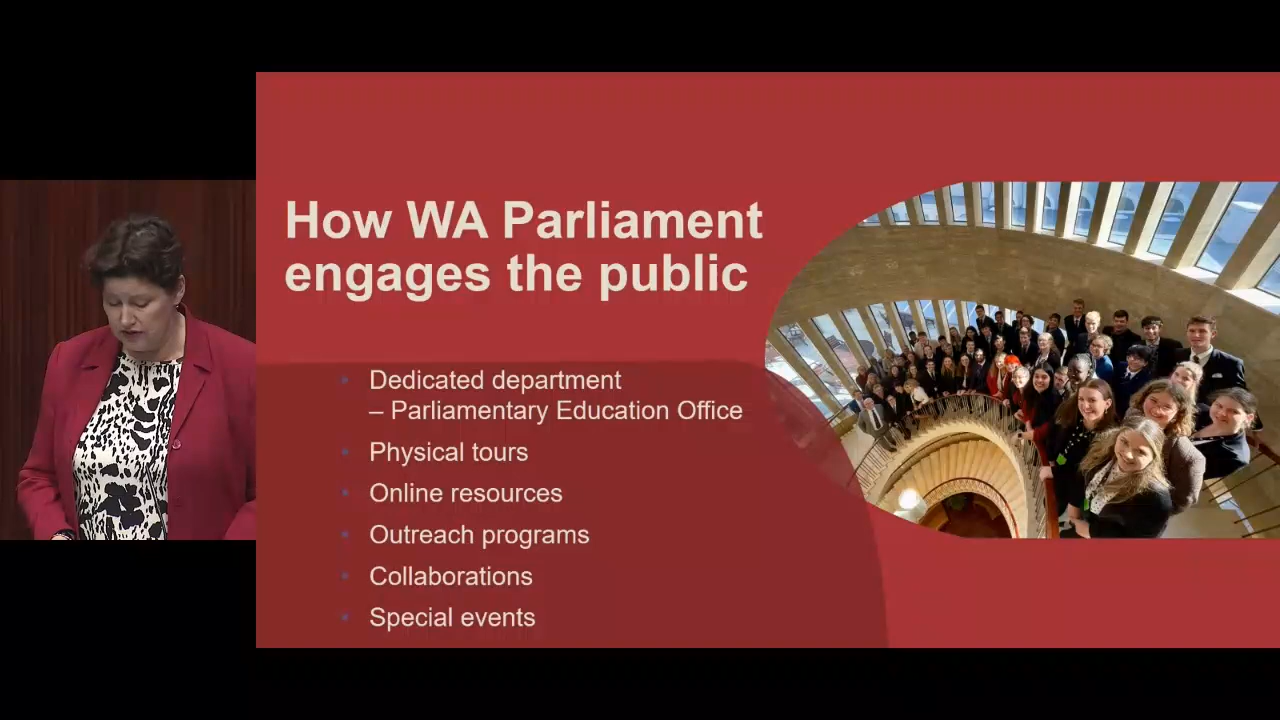 How WA Parliament
engages the public
• Dedicated department
– Parliamentary Education Office
• Physical tours
• Online resources
• Outreach programs
• Collaborations
• Special events